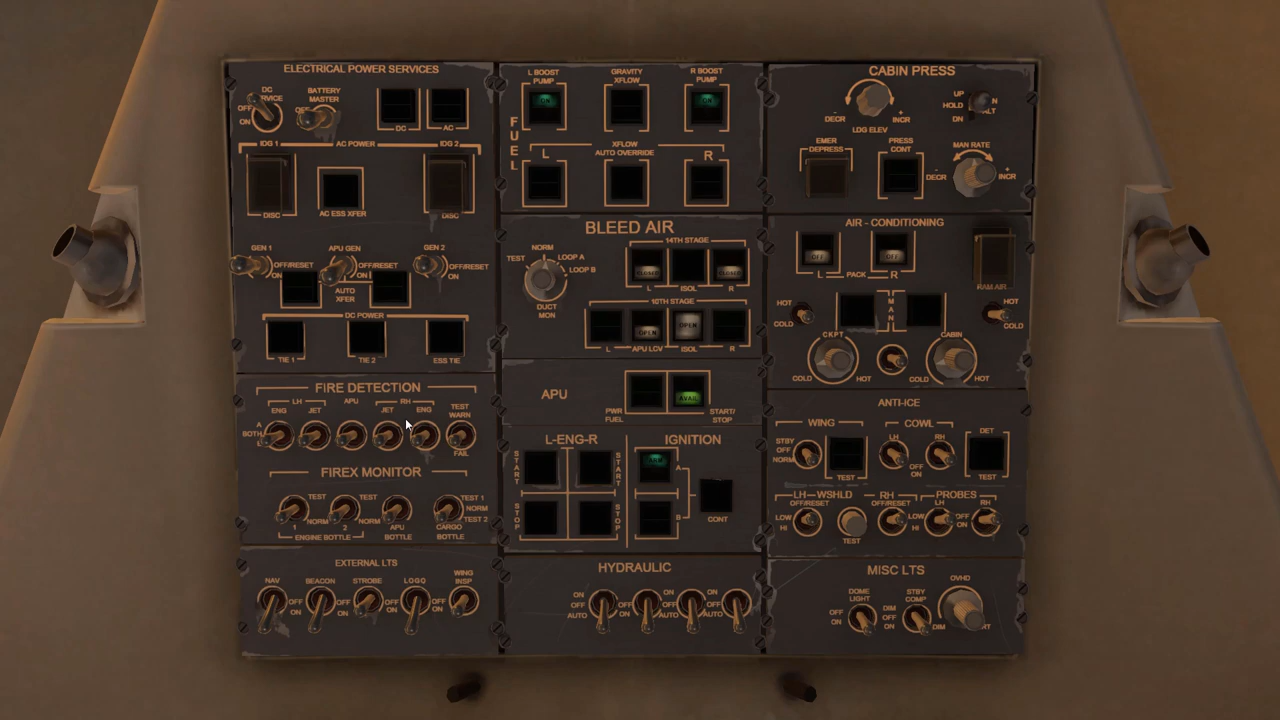 ELECTRICAL POWER SERVICES
DC
BATTERY
MASTER
OFF
ON
DC
AC
IDG 1
AC POWER
IDG 2
DISC
AC ESS XFER
DISC
GEN 1
APU GEN
GEN 2
OFF/RESET
ON
OFF/RESET
ON
OFF/RESET
ON
AUTO
XFER
DC POWER
TIE 1
TIE 2
ESS TIE
FIRE DETECTION
LH
RH
ENG
JET
APU
JET
ENG
TEST
WARN
A
BOTH
FAIL
FIREX MONITOR
TEST
TEST
TEST 1
NORM
NORM
NORM
TEST 2
1
2
APU
BOTTLE
CARGO
BOTTLE
ENGINE BOTTLE
EXTERNAL LTS
NAV
BEACON
STROBE
LOGO
WING
INSP
OFF
ON
OFF
ON
OFF
ON
OFF
ON
FUEL
L BOOST
PUMP
GRAVITY
XFLOW
R BOOST
PUMP
ON
ON
XFLOW
L
AUTO OVERRIDE
R
BLEED AIR
14TH STAGE
TEST
NORM
LOOP A
LOOP B
DUCT
MON
CLOSED
CLOSED
L
ISOL
R
10TH STAGE
OPEN
OPEN
L
APU LCV
ISOL
R
APU
AVAIL
PWR
FUEL
START/
STOP
L-ENG-R
IGNITION
START
START
STOP
STOP
A
B
CONT
HYDRAULIC
ON
OFF
AUTO
OFF
ON
ON
AUTO
ON
AUTO
CABIN PRESS
DECR
INCR
LDG ELEV
UP
HOLD
DN
EMER
DEPRESS
PRESS
CONT
MAN RATE
DECR
INCR
AIR - CONDITIONING
OFF
OFF
L
PACK
R
RAM AIR
HOT
COLD
MAN
HOT
COLD
CKPT
CABIN
COLD
HOT
COLD
HOT
ANTI-ICE
WING
COWL
STBY
OFF
NORM
LH
RH
DET
TEST
OFF
ON
TEST
LH
WSHLD
RH
PROBES
OFF/RESET
OFF/RESET
LH
RH
LOW
HI
TEST
LOW
HI
OFF
ON
MISC LTS
DOME
LIGHT
STBY
COMP
OVHD
OFF
ON
DIM
OFF
ON
DIM